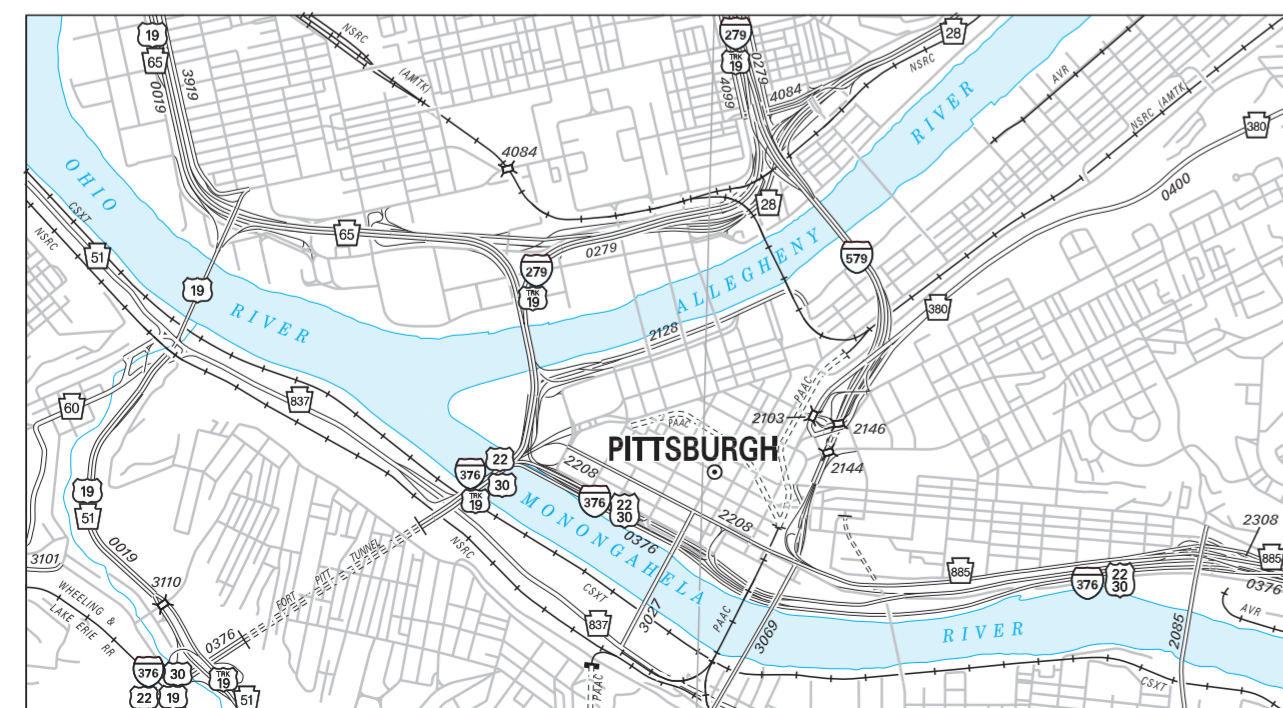 19
65
0019
3919
NSRC
(AMTK)
279
TRK
19
0279
4099
4084
28
NSRC
RIVER
AVR
NSRC (AMTK)
380
0400
OHIO
CSXT
NSRC
51
4084
65
28
0279
279
TRK
19
ALLEGHENY
579
380
19
RIVER
2128
60
837
PAAC
PAAC
2103
2146
2144
PITTSBURGH
22
376
30
TRK
19
2208
376
22
30
MONONGAHELA
0376
2208
19
51
0019
3101
3110
WHEELING &
LAKE ERIE RR
FORT PITT TUNNEL
NSRC
CSXT
837
3027
PAAC
3069
PAAC
885
376
22
30
2308
885
0376
AVR
RIVER
2085
CSXT
0376
376
30
22
19
TRK
19
51